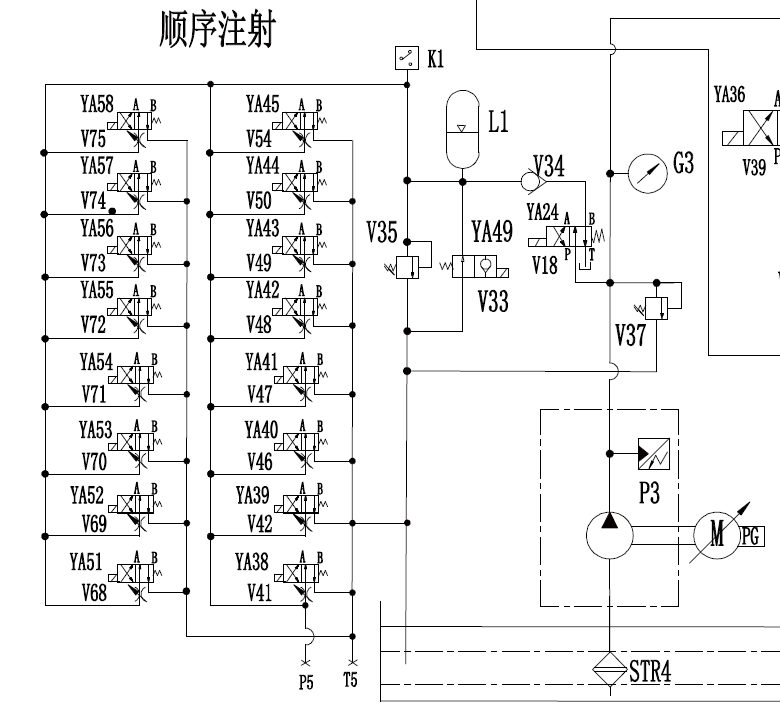 顺序注射
K1
YA58 A B
V75
YA57 A B
V74
YA56 A B
V73
YA55 A B
V72
YA54 A B
V71
YA53 A B
V70
YA52 A B
V69
YA51 A B
V68
YA45 A B
V54
YA44 A B
V50
YA43 A B
V49
YA42 A B
V48
YA41 A B
V47
YA40 A B
V46
YA39 A B
V42
YA38 A B
V41
P5
T5
L1
V34
V35
YA49
V33
YA24 A B
V18 P T
G3
YA36 A
V39 P
V37
P3
M
PG
STR4